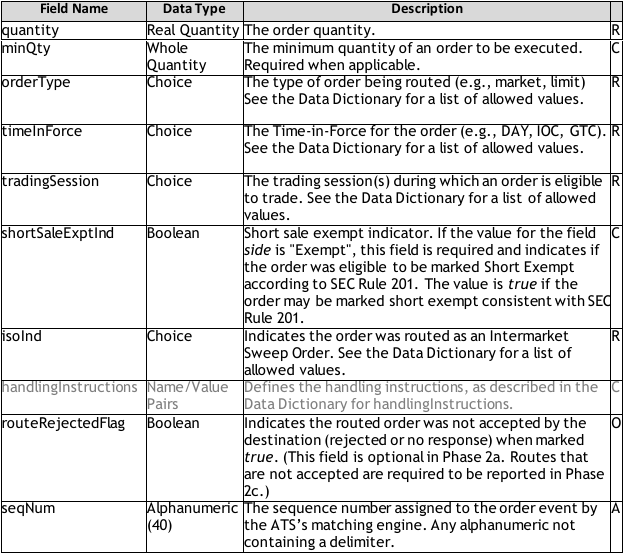 Field Name Data Type Description
quantity Real Quantity The order quantity. R
minQty Whole The minimum quantity of an order to be executed. C
Quantity Required when applicable.
orderType Choice The type of order being routed (e.g., market, limit) R
See the Data Dictionary for a list of allowed values.
timeInForce Choice The Time-in-Force for the order (e.g., DAY, IOC, GTC). R
See the Data Dictionary for a list of allowed values.
tradingSession Choice The trading session(s) during which an order is eligible R
to trade. See the Data Dictionary for a list of allowed
values.
shortSaleExptInd Boolean Short sale exempt indicator. If the value for the field C
side is "Exempt", this field is required and indicates if
the order was eligible to be marked Short Exempt
according to SEC Rule 201. The value is true if the
order may be marked short exempt consistent with SEC
Rule 201.
isoInd Choice Indicates the order was routed as an Intermarket R
Sweep Order. See the Data Dictionary for a list of
allowed values.
handlingInstructions Name/Value Defines the handling instructions, as described in the C
Pairs Data Dictionary for handlingInstructions.
routeRejectedFlag Boolean Indicates the routed order was not accepted by the O
destination (rejected or no response) when marked
true. (This field is optional in Phase 2a. Routes that
are not accepted are required to be reported in Phase
2c.)
seqNum Alphanumeric The sequence number assigned to the order event by A
(40) the ATS’s matching engine. Any alphanumeric not
containing a delimiter.